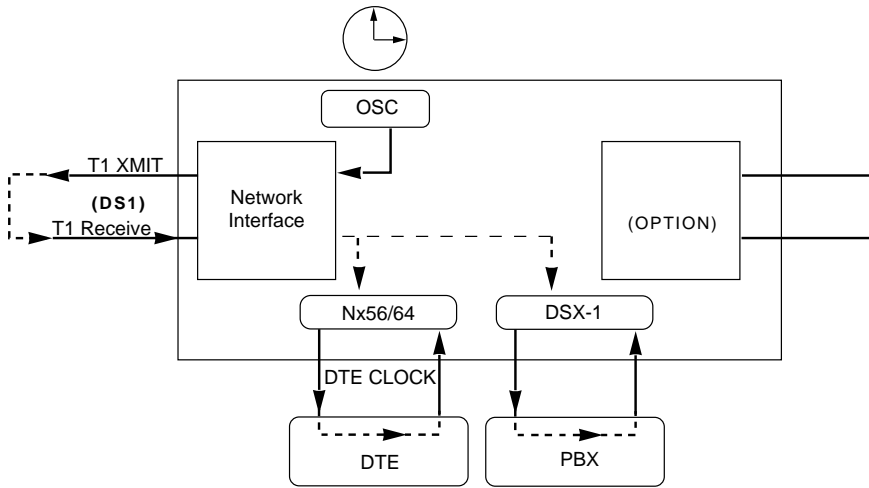 OSC
T1 XMIT
(DS1)
T1 Receive
Network
Interface
(OPTION)
Nx56/64
DSX-1
DTE CLOCK
DTE
PBX